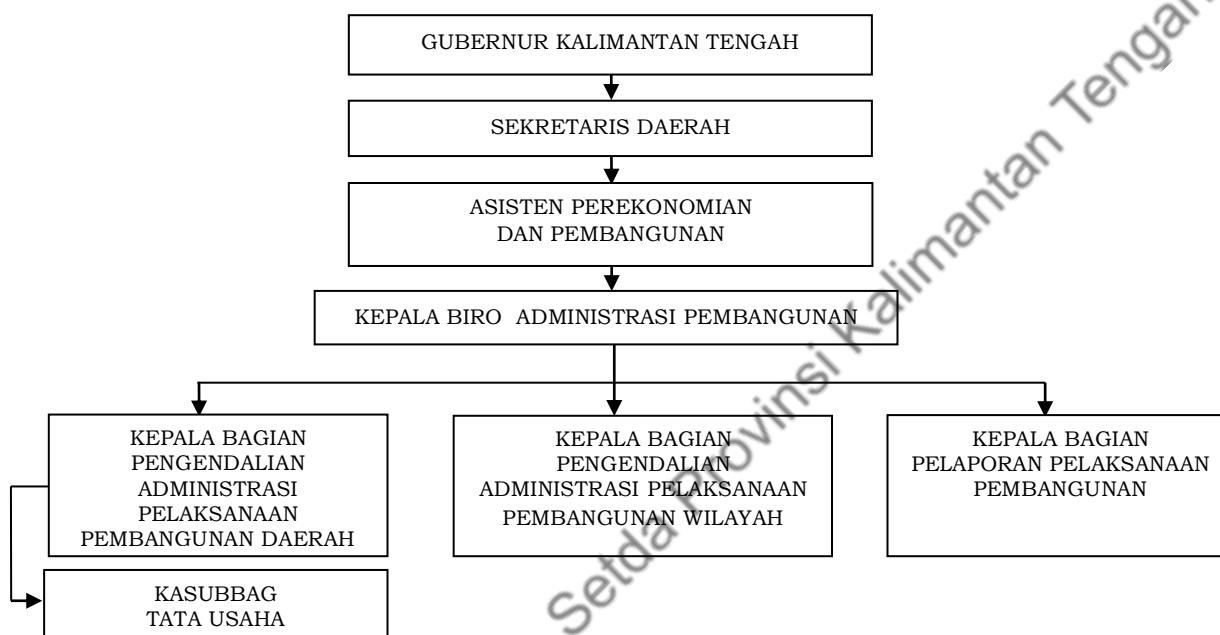 GUBERNUR KALIMANTAN TENGAH
SEKRETARIS DAERAH
ASISTEN PEREKONOMIAN
DAN PEMBANGUNAN
KEPALA BIRO ADMINISTRASI PEMBANGUNAN
KEPALA BAGIAN
PENGENDALIAN
ADMINISTRASI
PELAKSANAAN
PEMBANGUNAN DAERAH
KEPALA BAGIAN
PENGENDALIAN
ADMINISTRASI PELAKSANAAN
PEMBANGUNAN WILAYAH
KEPALA BAGIAN
PELAPORAN PELAKSANAAN
PEMBANGUNAN
KASUBBAG
TATA USAHA
Setda Provinsi Kalimantan Tengah